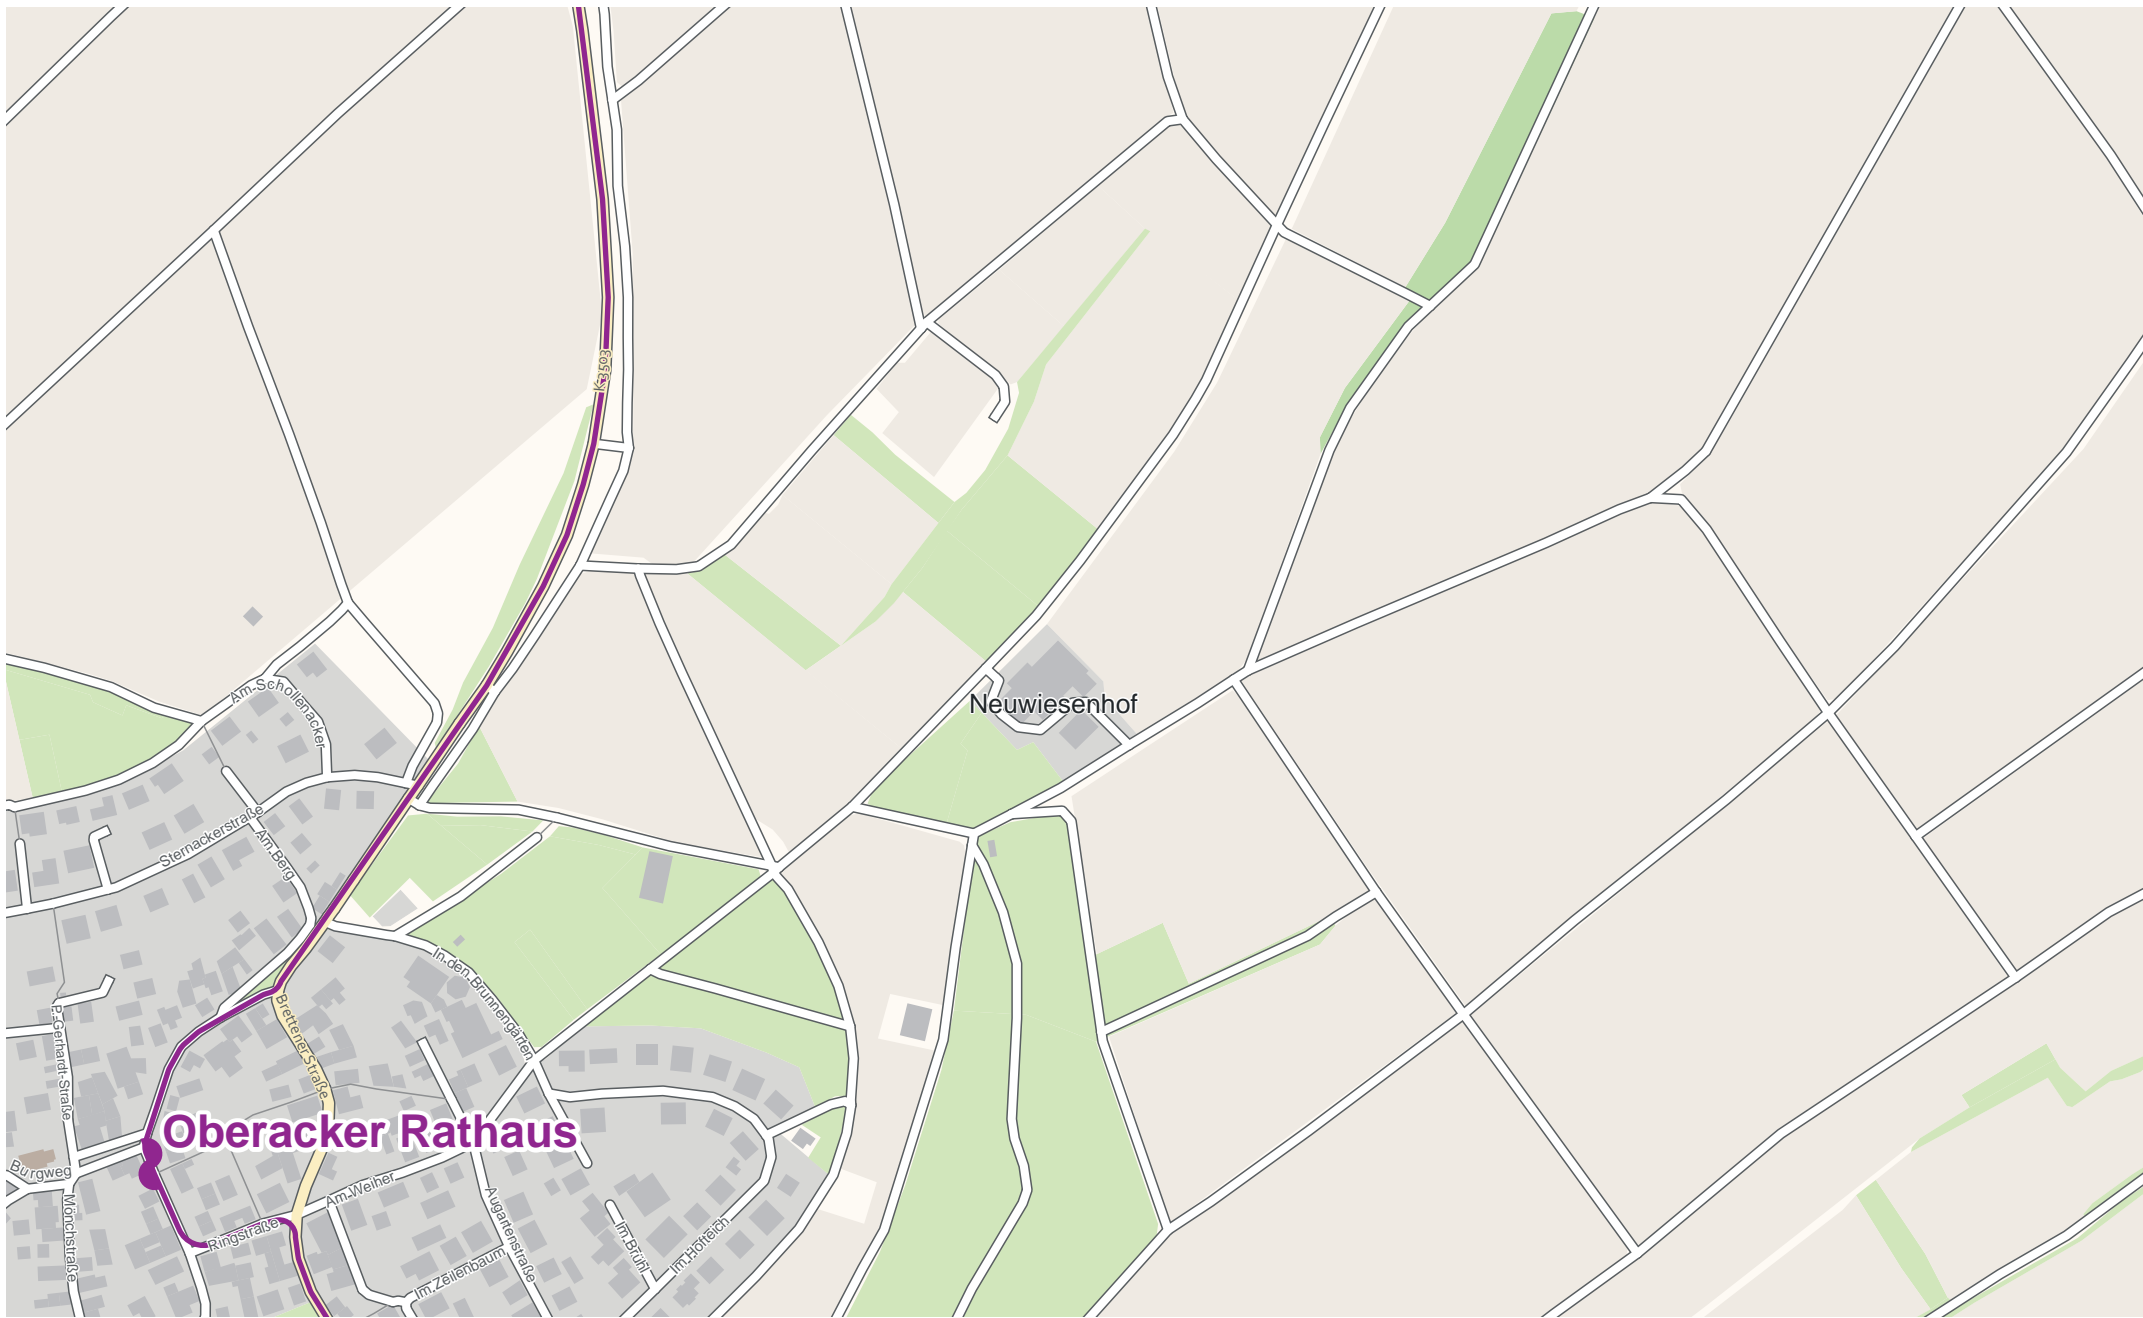 K 3503
Am Schollenacker
Neuwiesenhof
Sternackerstraße
Am Berg
In den Brunnengärten
Brettener Straße
P.-Gerhardt-Straße
Oberacker Rathaus
Burgweg
Mönchstraße
Am Weiher
Ringstraße
Augartenstraße
Im Brühl
Im Hofteich
Im Zeilenbaum